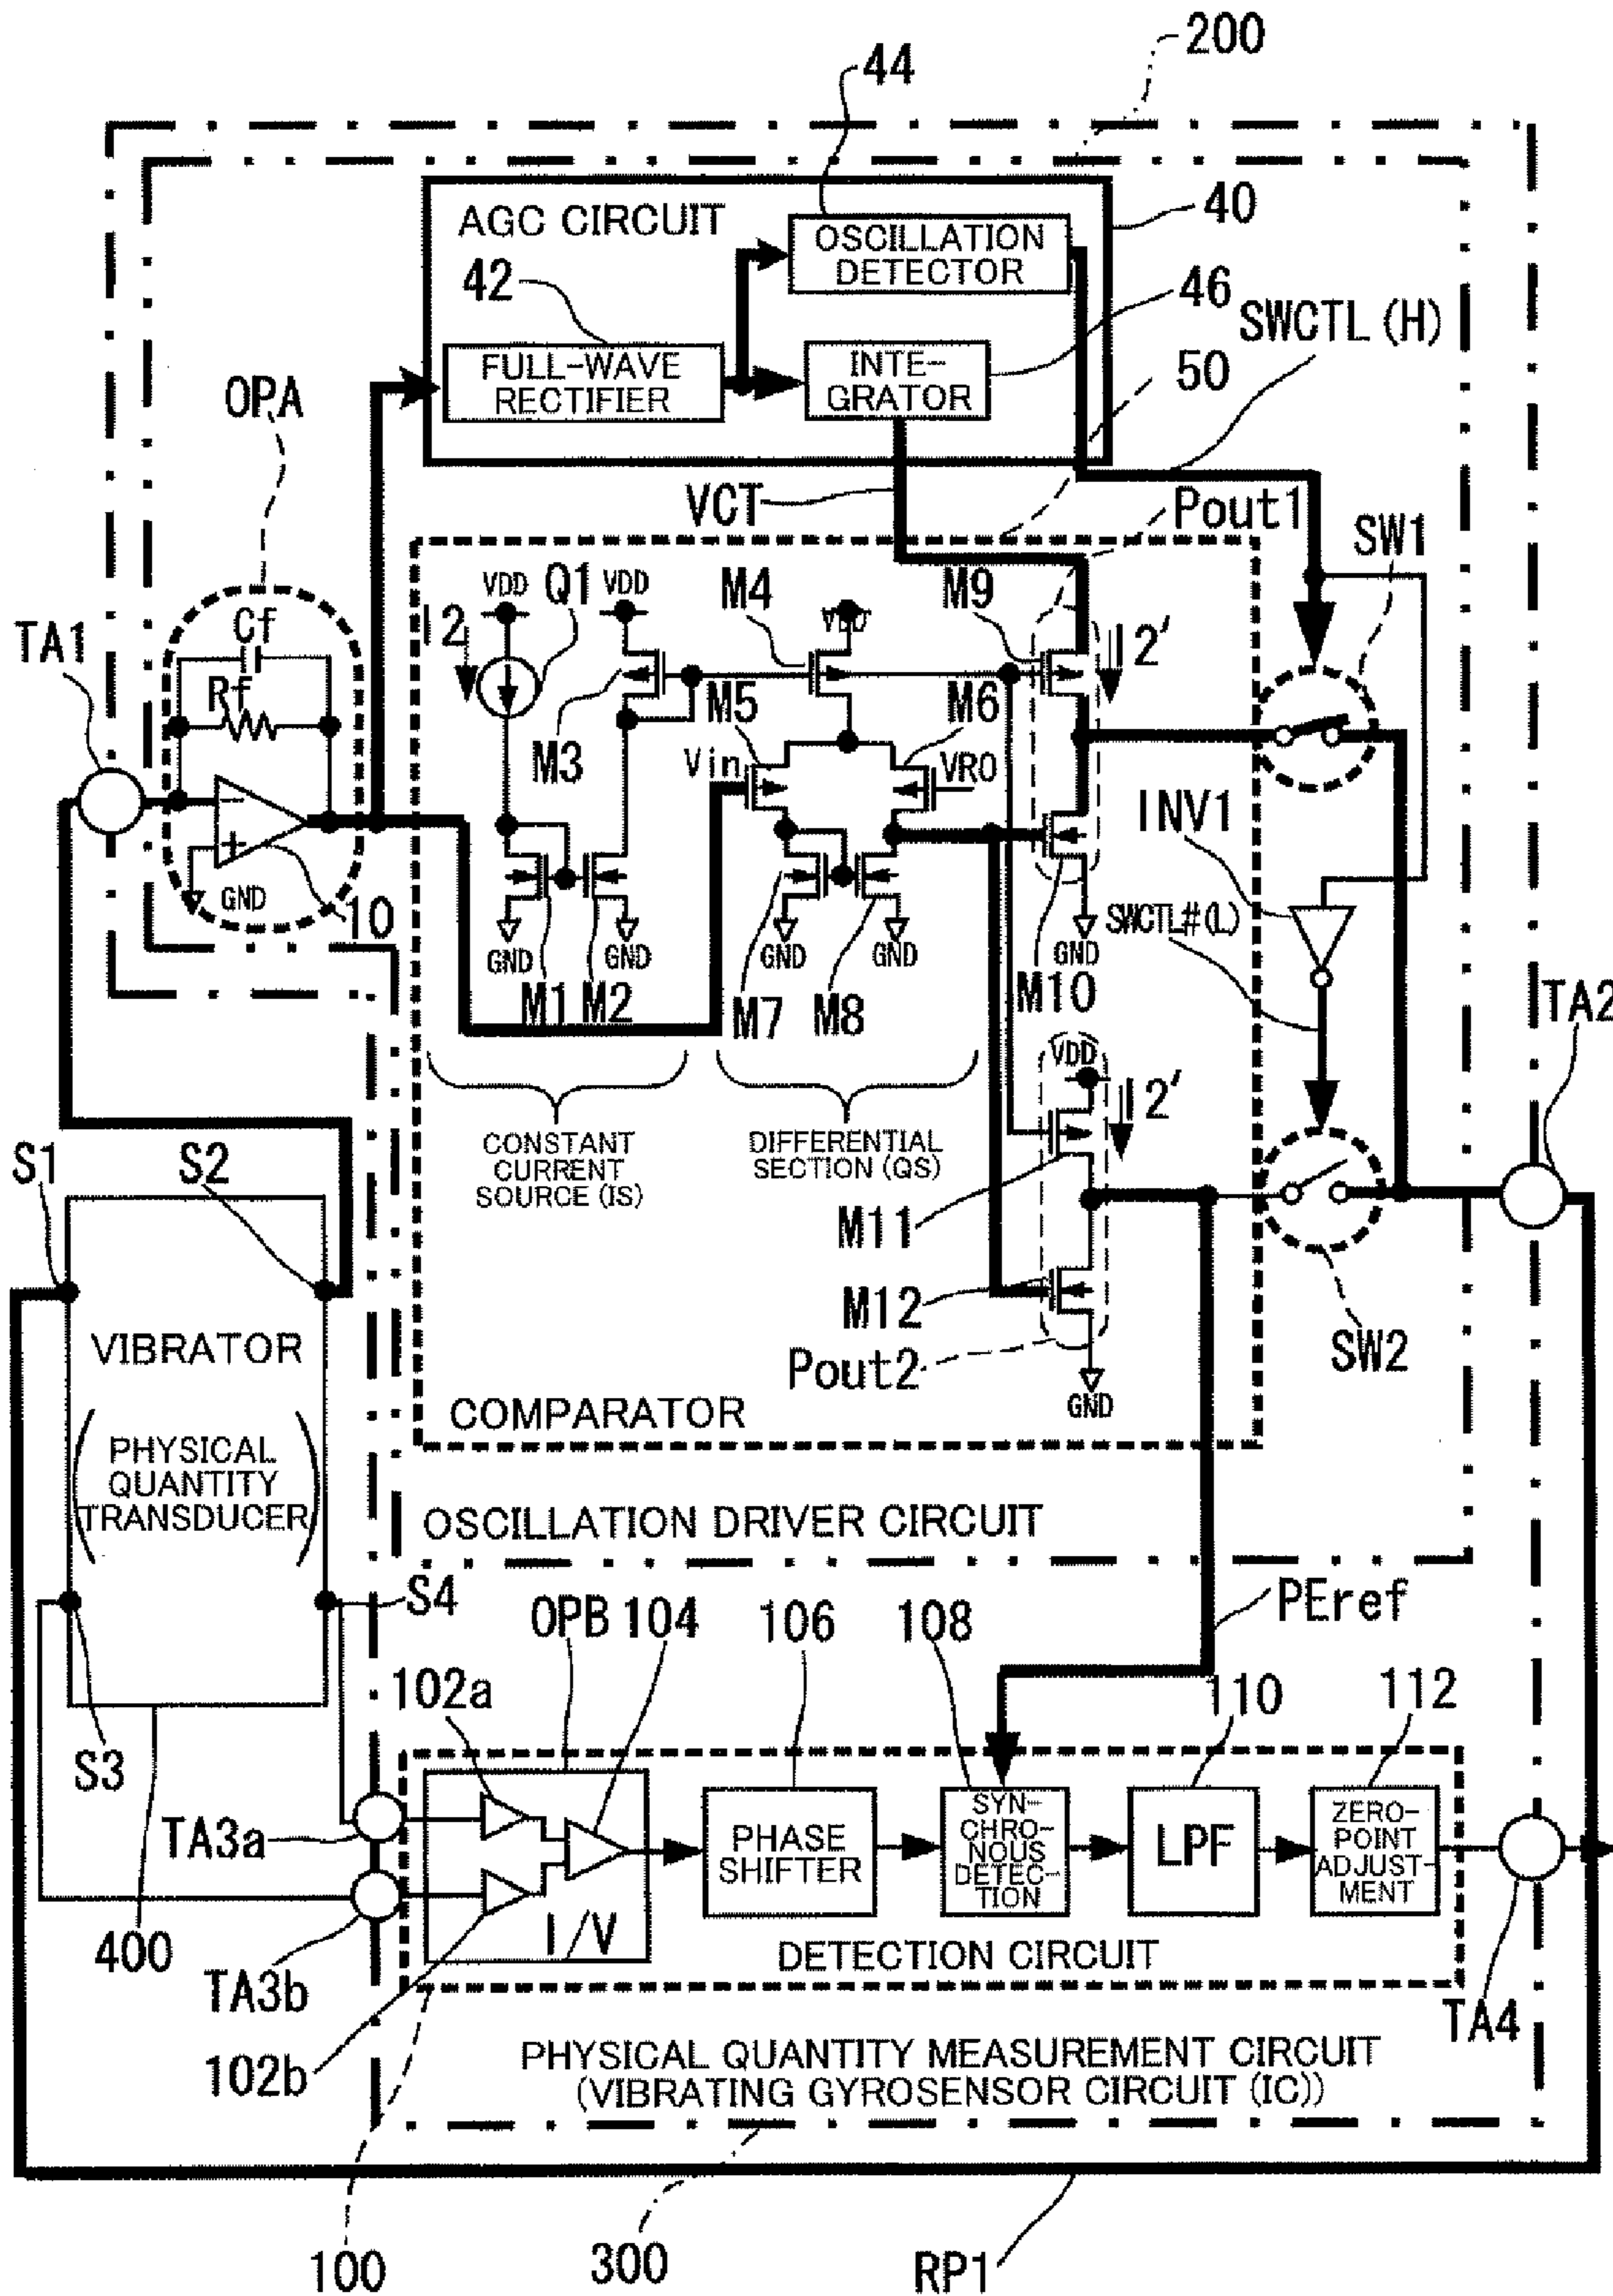 200
44
AGC CIRCUIT
40
OSCILLATION
DETECTOR
42
46
SWCTL (H)
FULL-WAVE
RECTIFIER
INTE-
GRATOR
50
OPA
VCT
Pout1
SW1
VDD
Q1
VDD
M4
VDD
M9
I2
I2'
Cf
TA1
Rf
M5
M6
M3
Vin
VR0
INV1
GND
10
SWCTL#(L)
GND
GND
GND
GND
GND
M1
M2
M7
M8
M10
TA2
VDD
I2'
CONSTANT
CURRENT
SOURCE (IS)
DIFFERENTIAL
SECTION (QS)
S1
S2
M11
M12
SW2
VIBRATOR
Pout2
GND
COMPARATOR
(PHYSICAL
QUANTITY
TRANSDUCER)
OSCILLATION DRIVER CIRCUIT
S4
PEref
OPB
104
106
108
102a
110
112
S3
TA3a
PHASE
SHIFTER
SYN-
CHRO-
NOUS
DETEC-
TION
LPF
ZERO-
POINT
ADJUST-
MENT
I/V
400
DETECTION CIRCUIT
TA3b
TA4
102b
PHYSICAL QUANTITY MEASUREMENT CIRCUIT
(VIBRATING GYROSENSOR CIRCUIT (IC))
100
300
RP1